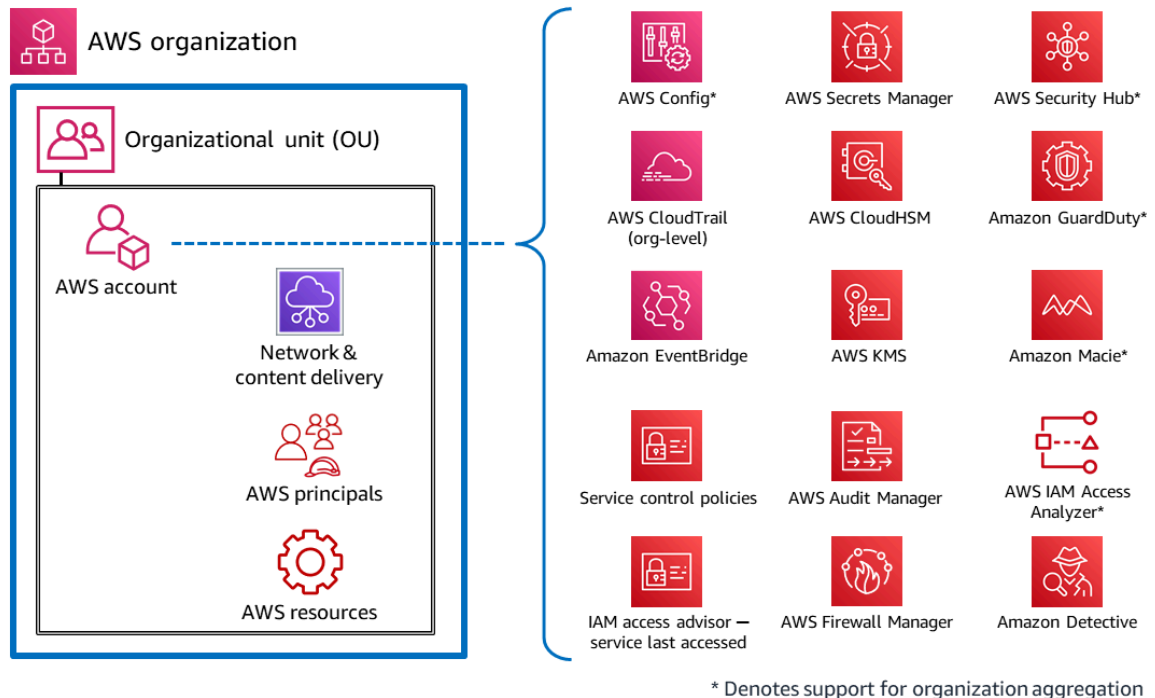 AWS organization
Organizational unit (OU)
AWS account
Network &
content delivery
AWS principals
AWS resources
AWS Config*
AWS Secrets Manager
AWS Security Hub*
AWS CloudTrail
(org-level)
AWS CloudHSM
Amazon GuardDuty*
Amazon EventBridge
AWS KMS
Amazon Macie*
Service control policies
AWS Audit Manager
AWS IAM Access
Analyzer*
IAM access advisor —
service last accessed
AWS Firewall Manager
Amazon Detective
* Denotes support for organization aggregation